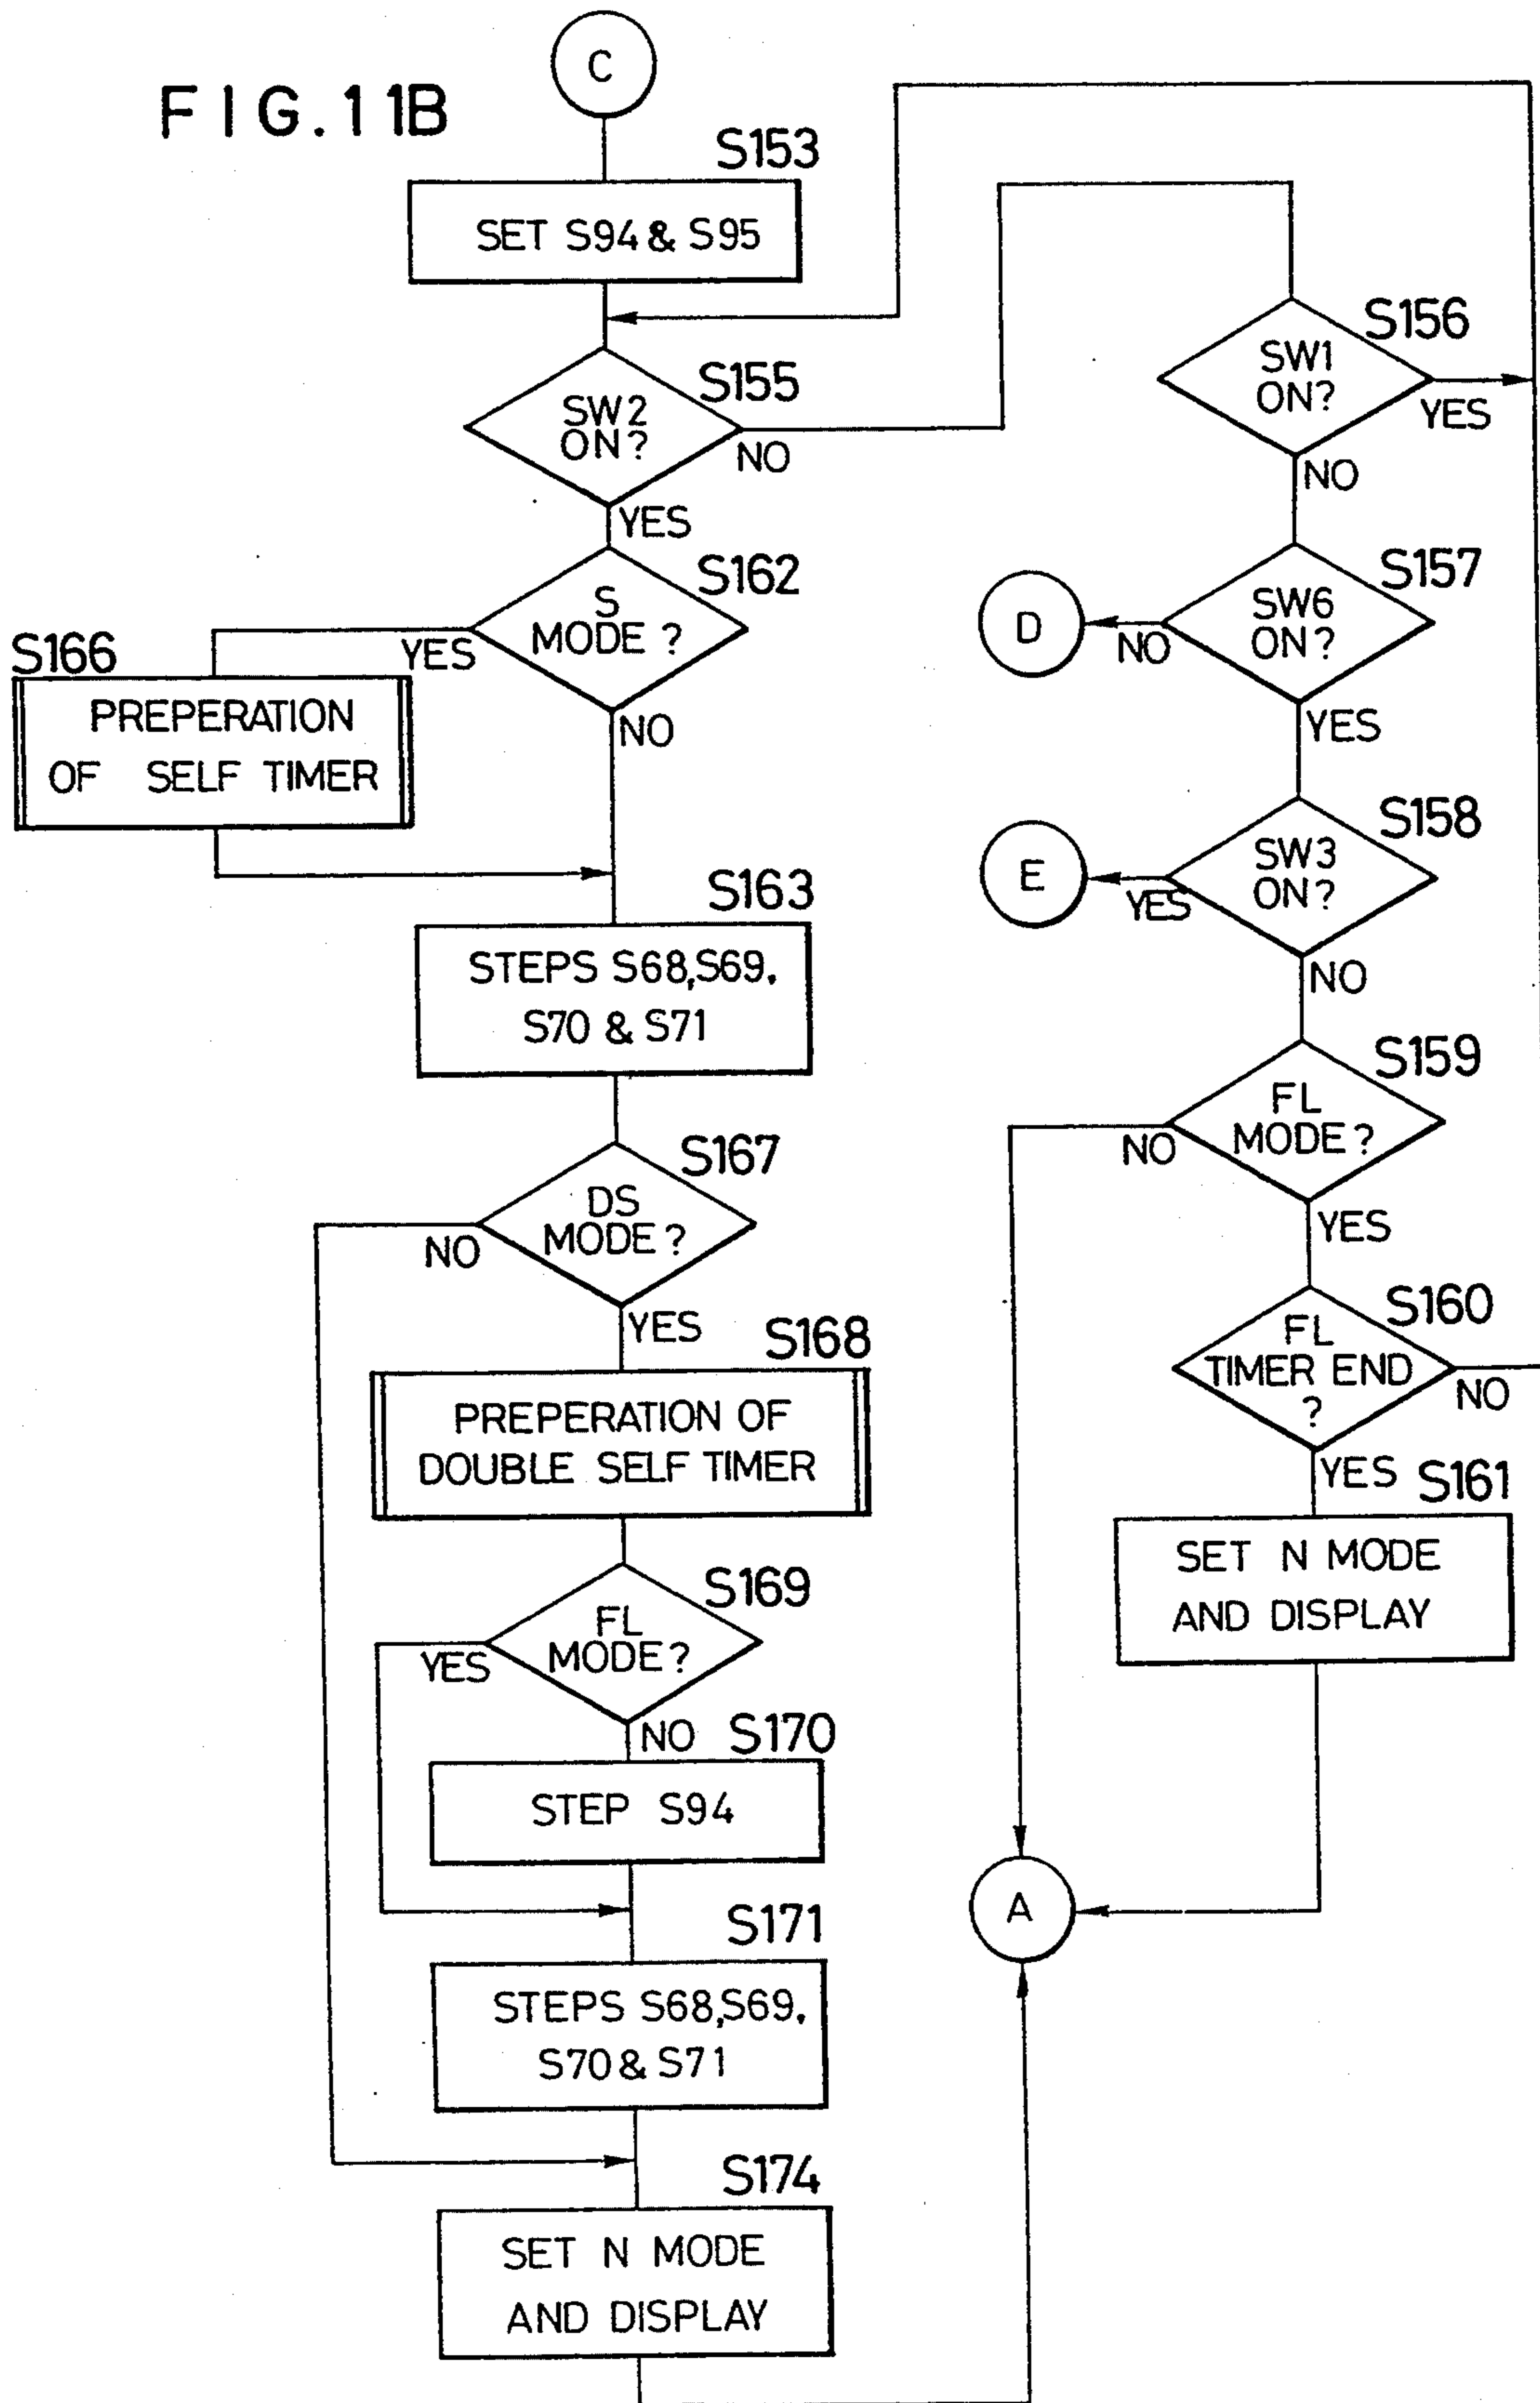 FIG.11B
C
S153
SET S94 & S95
S155
SW2
ON?
NO
YES
S162
S
MODE ?
YES
NO
S166
PREPERATION
OF SELF TIMER
S163
STEPS S68,S69,
S70 & S71
S167
DS
MODE ?
NO
YES
S168
PREPERATION OF
DOUBLE SELF TIMER
S169
FL
MODE ?
YES
NO
S170
STEP S94
S171
STEPS S68,S69,
S70 & S71
S174
SET N MODE
AND DISPLAY
S156
SW1
ON?
YES
NO
S157
SW6
ON?
D
NO
YES
S158
SW3
ON?
E
YES
NO
S159
FL
MODE ?
NO
YES
S160
FL
TIMER END
?
NO
YES
S161
SET N MODE
AND DISPLAY
A